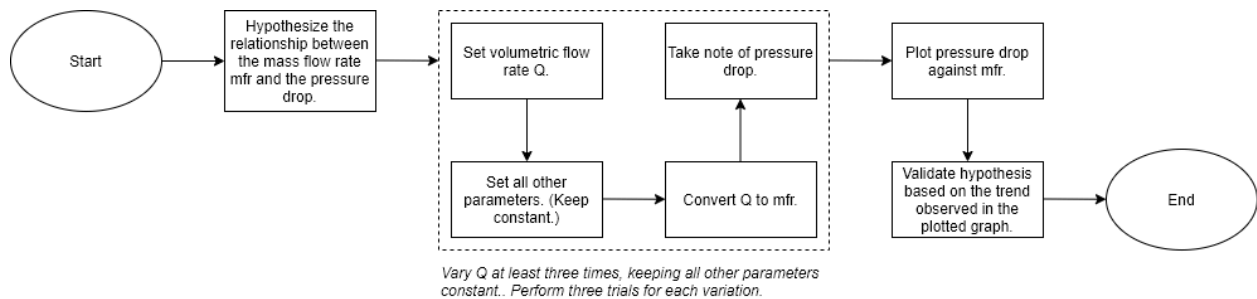 Start
Hypothesize the
relationship between
the mass flow rate
mfr and the pressure
drop.
Set volumetric flow
rate Q.
Set all other
parameters. (Keep
constant.)
Convert Q to mfr.
Take note of pressure
drop.
Vary Q at least three times, keeping all other parameters
constant.. Perform three trials for each variation.
Plot pressure drop
against mfr.
Validate hypothesis
based on the trend
observed in the
plotted graph.
End